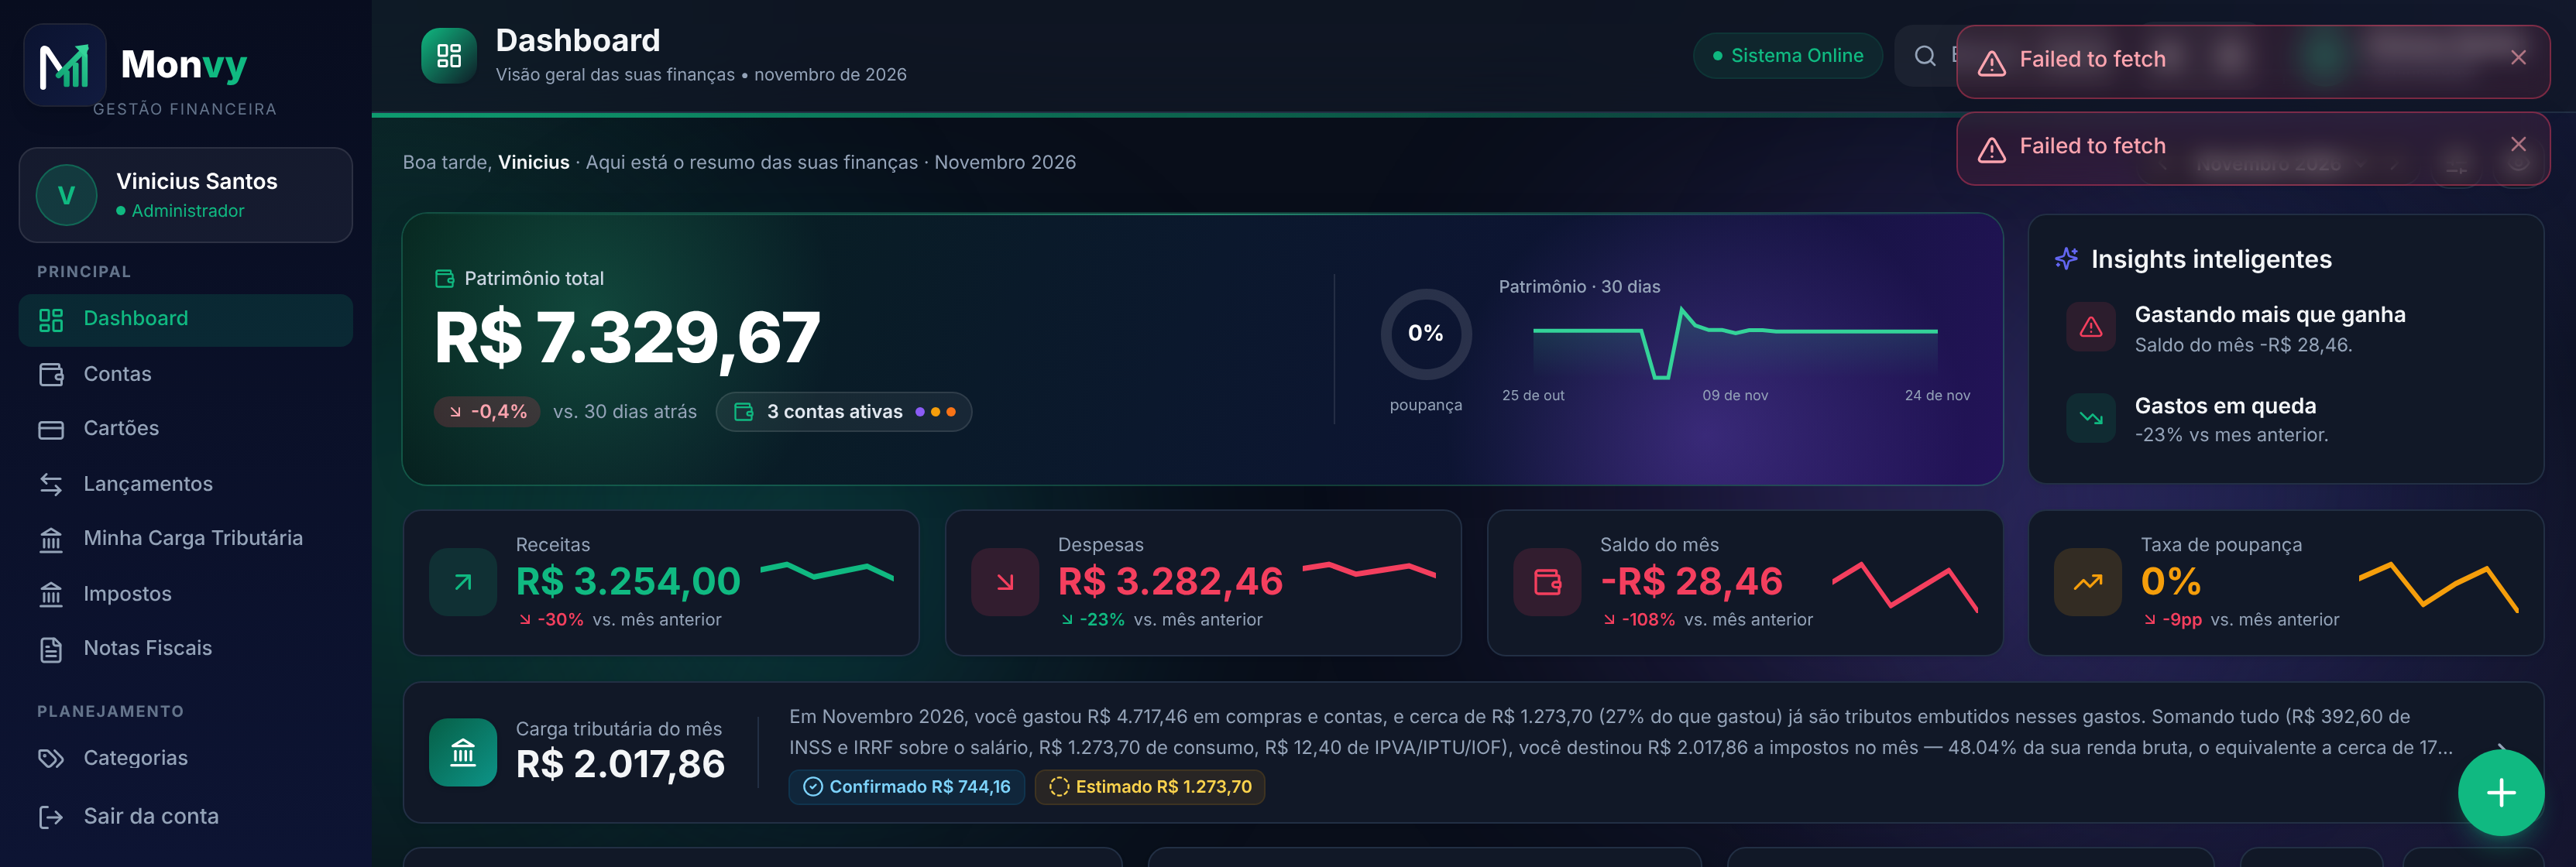 Monvy
GESTÃO FINANCEIRA
Vinicius Santos
V
Administrador
PRINCIPAL
Dashboard
Contas
Cartões
Lançamentos
Minha Carga Tributária
Impostos
Notas Fiscais
PLANEJAMENTO
Categorias
Sair da conta
Dashboard
Visão geral das suas finanças • novembro de 2026
Sistema Online
Failed to fetch
Failed to fetch
Boa tarde, Vinicius · Aqui está o resumo das suas finanças · Novembro 2026
Novembro 2026
Patrimônio total
R$ 7.329,67
-0,4% vs. 30 dias atrás
3 contas ativas
0%
poupança
Patrimônio · 30 dias
25 de out
09 de nov
24 de nov
Insights inteligentes
Gastando mais que ganha
Saldo do mês -R$ 28,46.
Gastos em queda
-23% vs mes anterior.
Receitas
R$ 3.254,00
-30% vs. mês anterior
Despesas
R$ 3.282,46
-23% vs. mês anterior
Saldo do mês
-R$ 28,46
-108% vs. mês anterior
Taxa de poupança
0%
-9pp vs. mês anterior
Carga tributária do mês
R$ 2.017,86
Em Novembro 2026, você gastou R$ 4.717,46 em compras e contas, e cerca de R$ 1.273,70 (27% do que gastou) já são tributos embutidos nesses gastos. Somando tudo (R$ 392,60 de
INSS e IRRF sobre o salário, R$ 1.273,70 de consumo, R$ 12,40 de IPVA/IPTU/IOF), você destinou R$ 2.017,86 a impostos no mês — 48.04% da sua renda bruta, o equivalente a cerca de 17...
Confirmado R$ 744,16
Estimado R$ 1.273,70